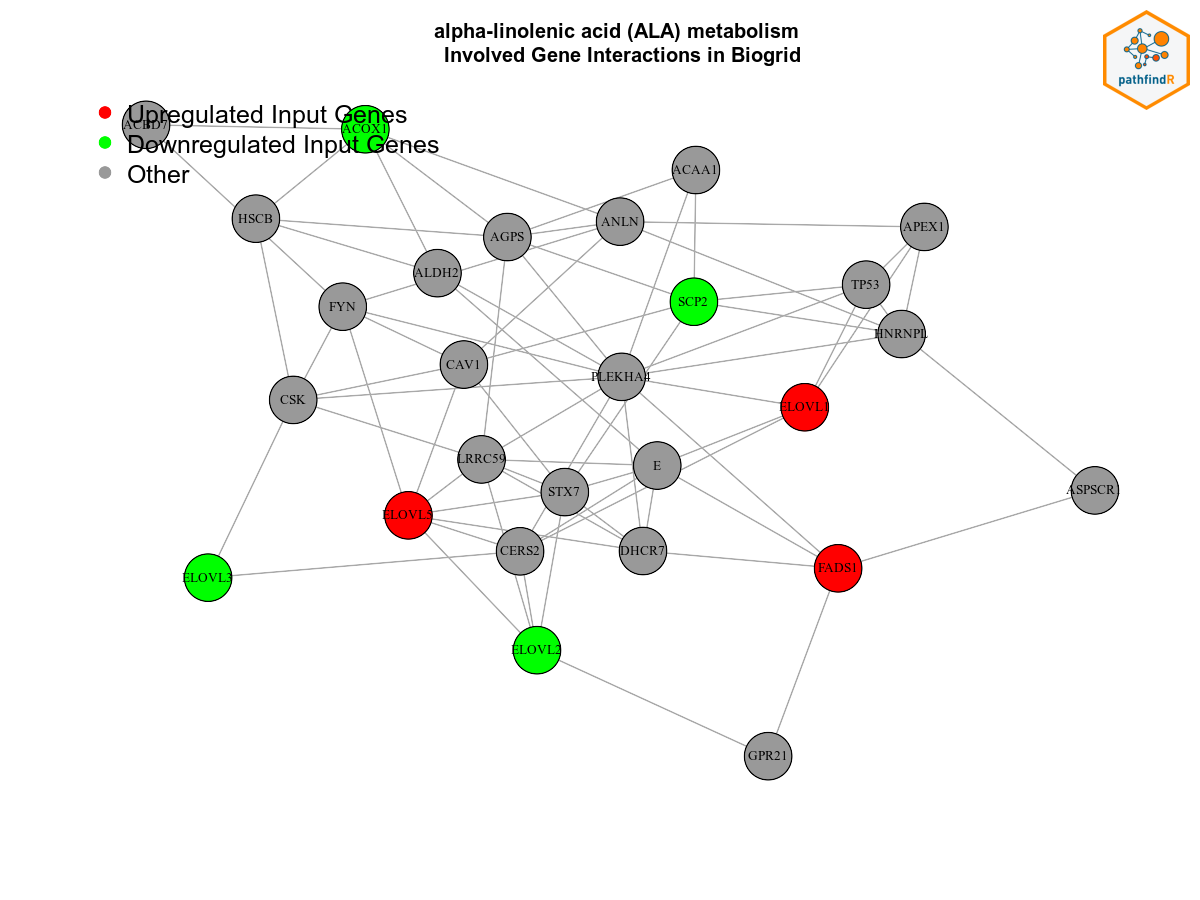 alpha-linolenic acid (ALA) metabolism
Involved Gene Interactions in Biogrid
pathfindR
Upregulated Input Genes
Downregulated Input Genes
Other
ACBD7
ACOX1
ACAA1
HSCB
AGPS
ANLN
APEX1
ALDH2
TP53
FYN
SCP2
HNRNPL
CAV1
PLEKHA4
CSK
ELOVL1
LRRC59
E
STX7
ASPSCR1
ELOVL5
CERS2
DHCR7
FADS1
ELOVL3
ELOVL2
GPR21